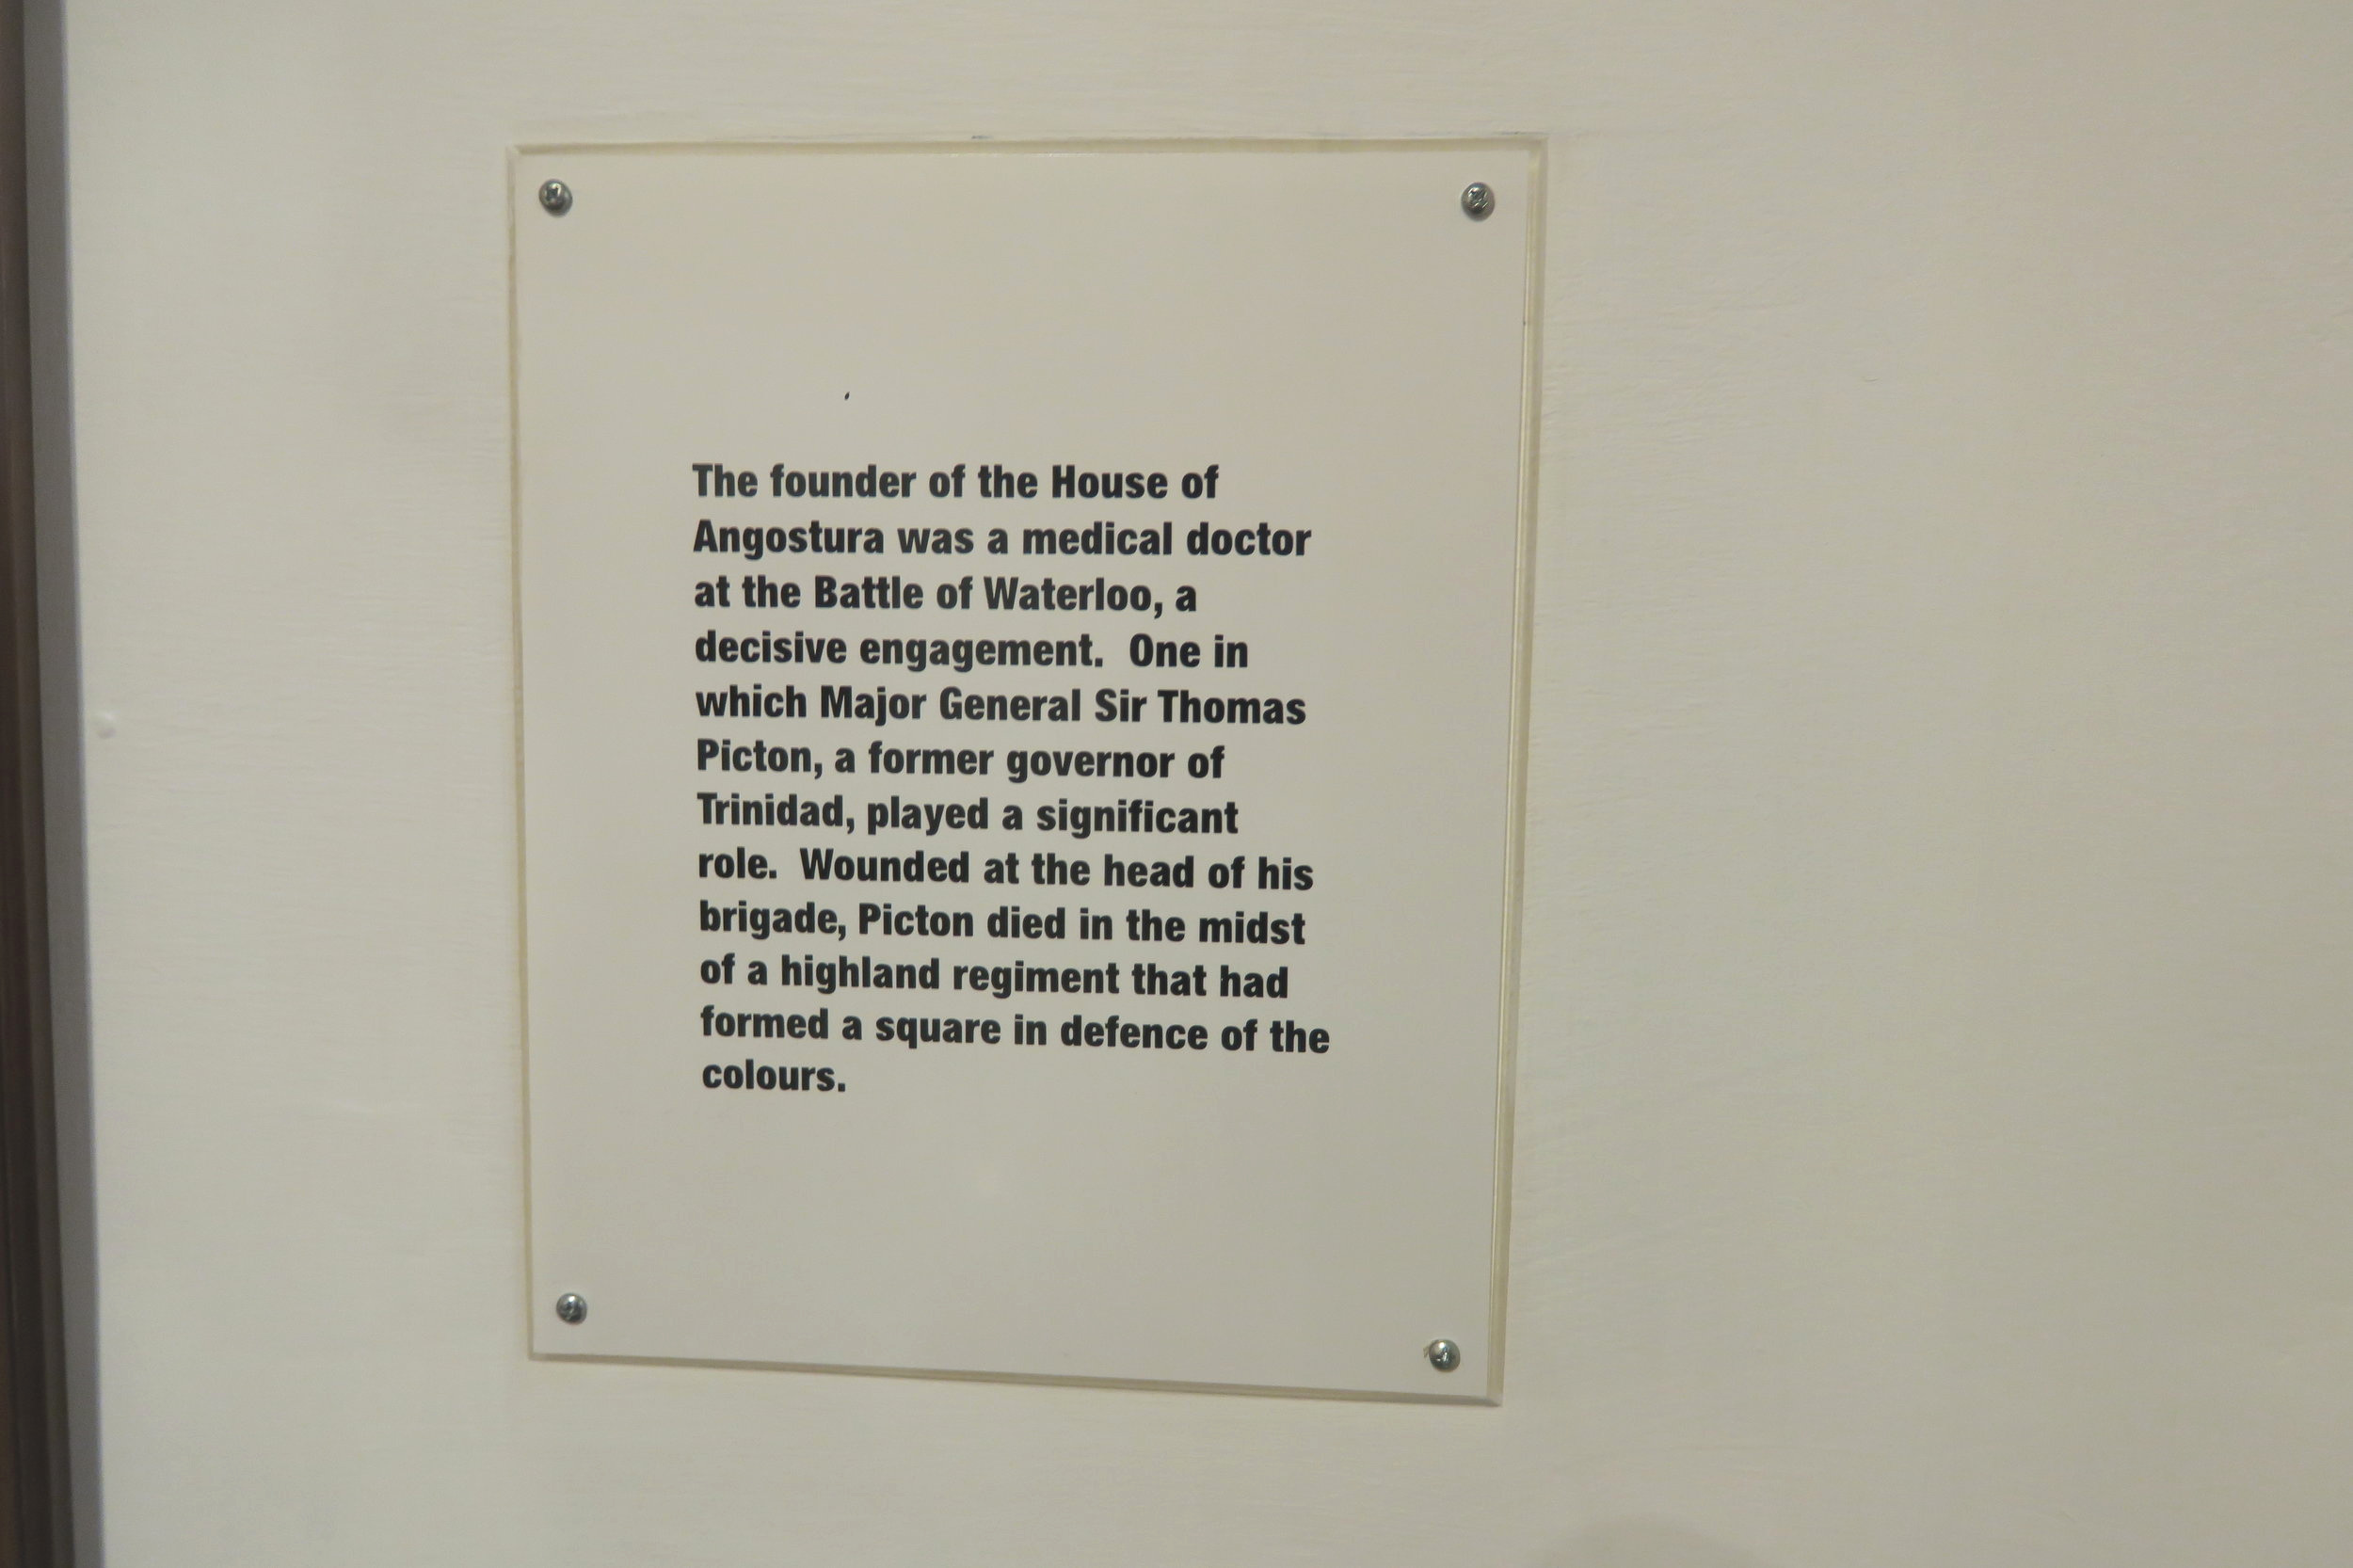 The founder of the House of
Angostura was a medical doctor
at the Battle of Waterloo, a
decisive engagement.  One in
which Major General Sir Thomas
Picton, a former governor of
Trinidad, played a significant
role.  Wounded at the head of his
brigade, Picton died in the midst
of a highland regiment that had
formed a square in defence of the
colours.